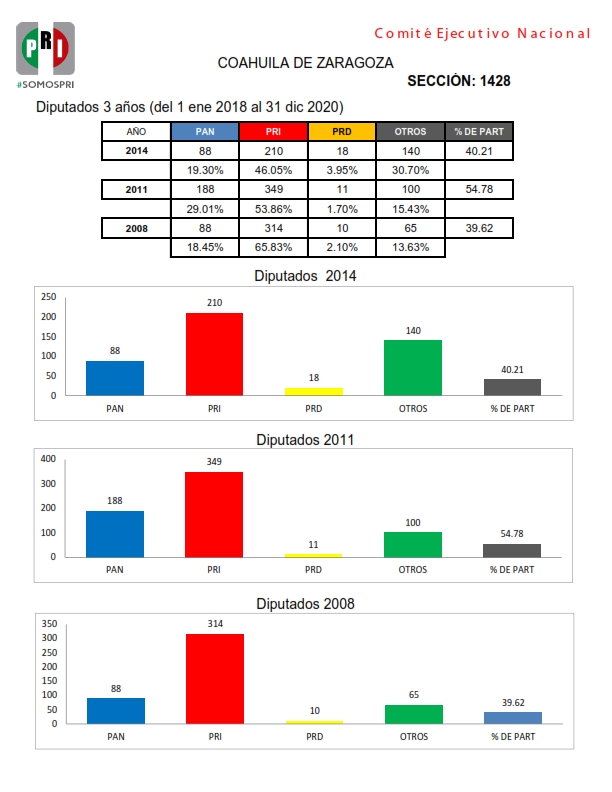 PRI
#SOMOSPRI
Comité Ejecutivo Nacional
COAHUILA DE ZARAGOZA
SECCIÓN: 1428
Diputados 3 años (del 1 ene 2018 al 31 dic 2020)
AÑO PAN PRI PRD OTROS % DE PART
2014 88 210 18 140 40.21
19.30% 46.05% 3.95% 30.70%
2011 188 349 11 100 54.78
29.01% 53.86% 1.70% 15.43%
2008 88 314 10 65 39.62
18.45% 65.83% 2.10% 13.63%
Diputados 2014
250
200
150
100
50
0
88 210 18 140 40.21
PAN PRI PRD OTROS % DE PART
Diputados 2011
400
300
200
100
0
188 349 11 100 54.78
PAN PRI PRD OTROS % DE PART
Diputados 2008
350
300
250
200
150
100
50
0
88 314 10 65 39.62
PAN PRI PRD OTROS % DE PART